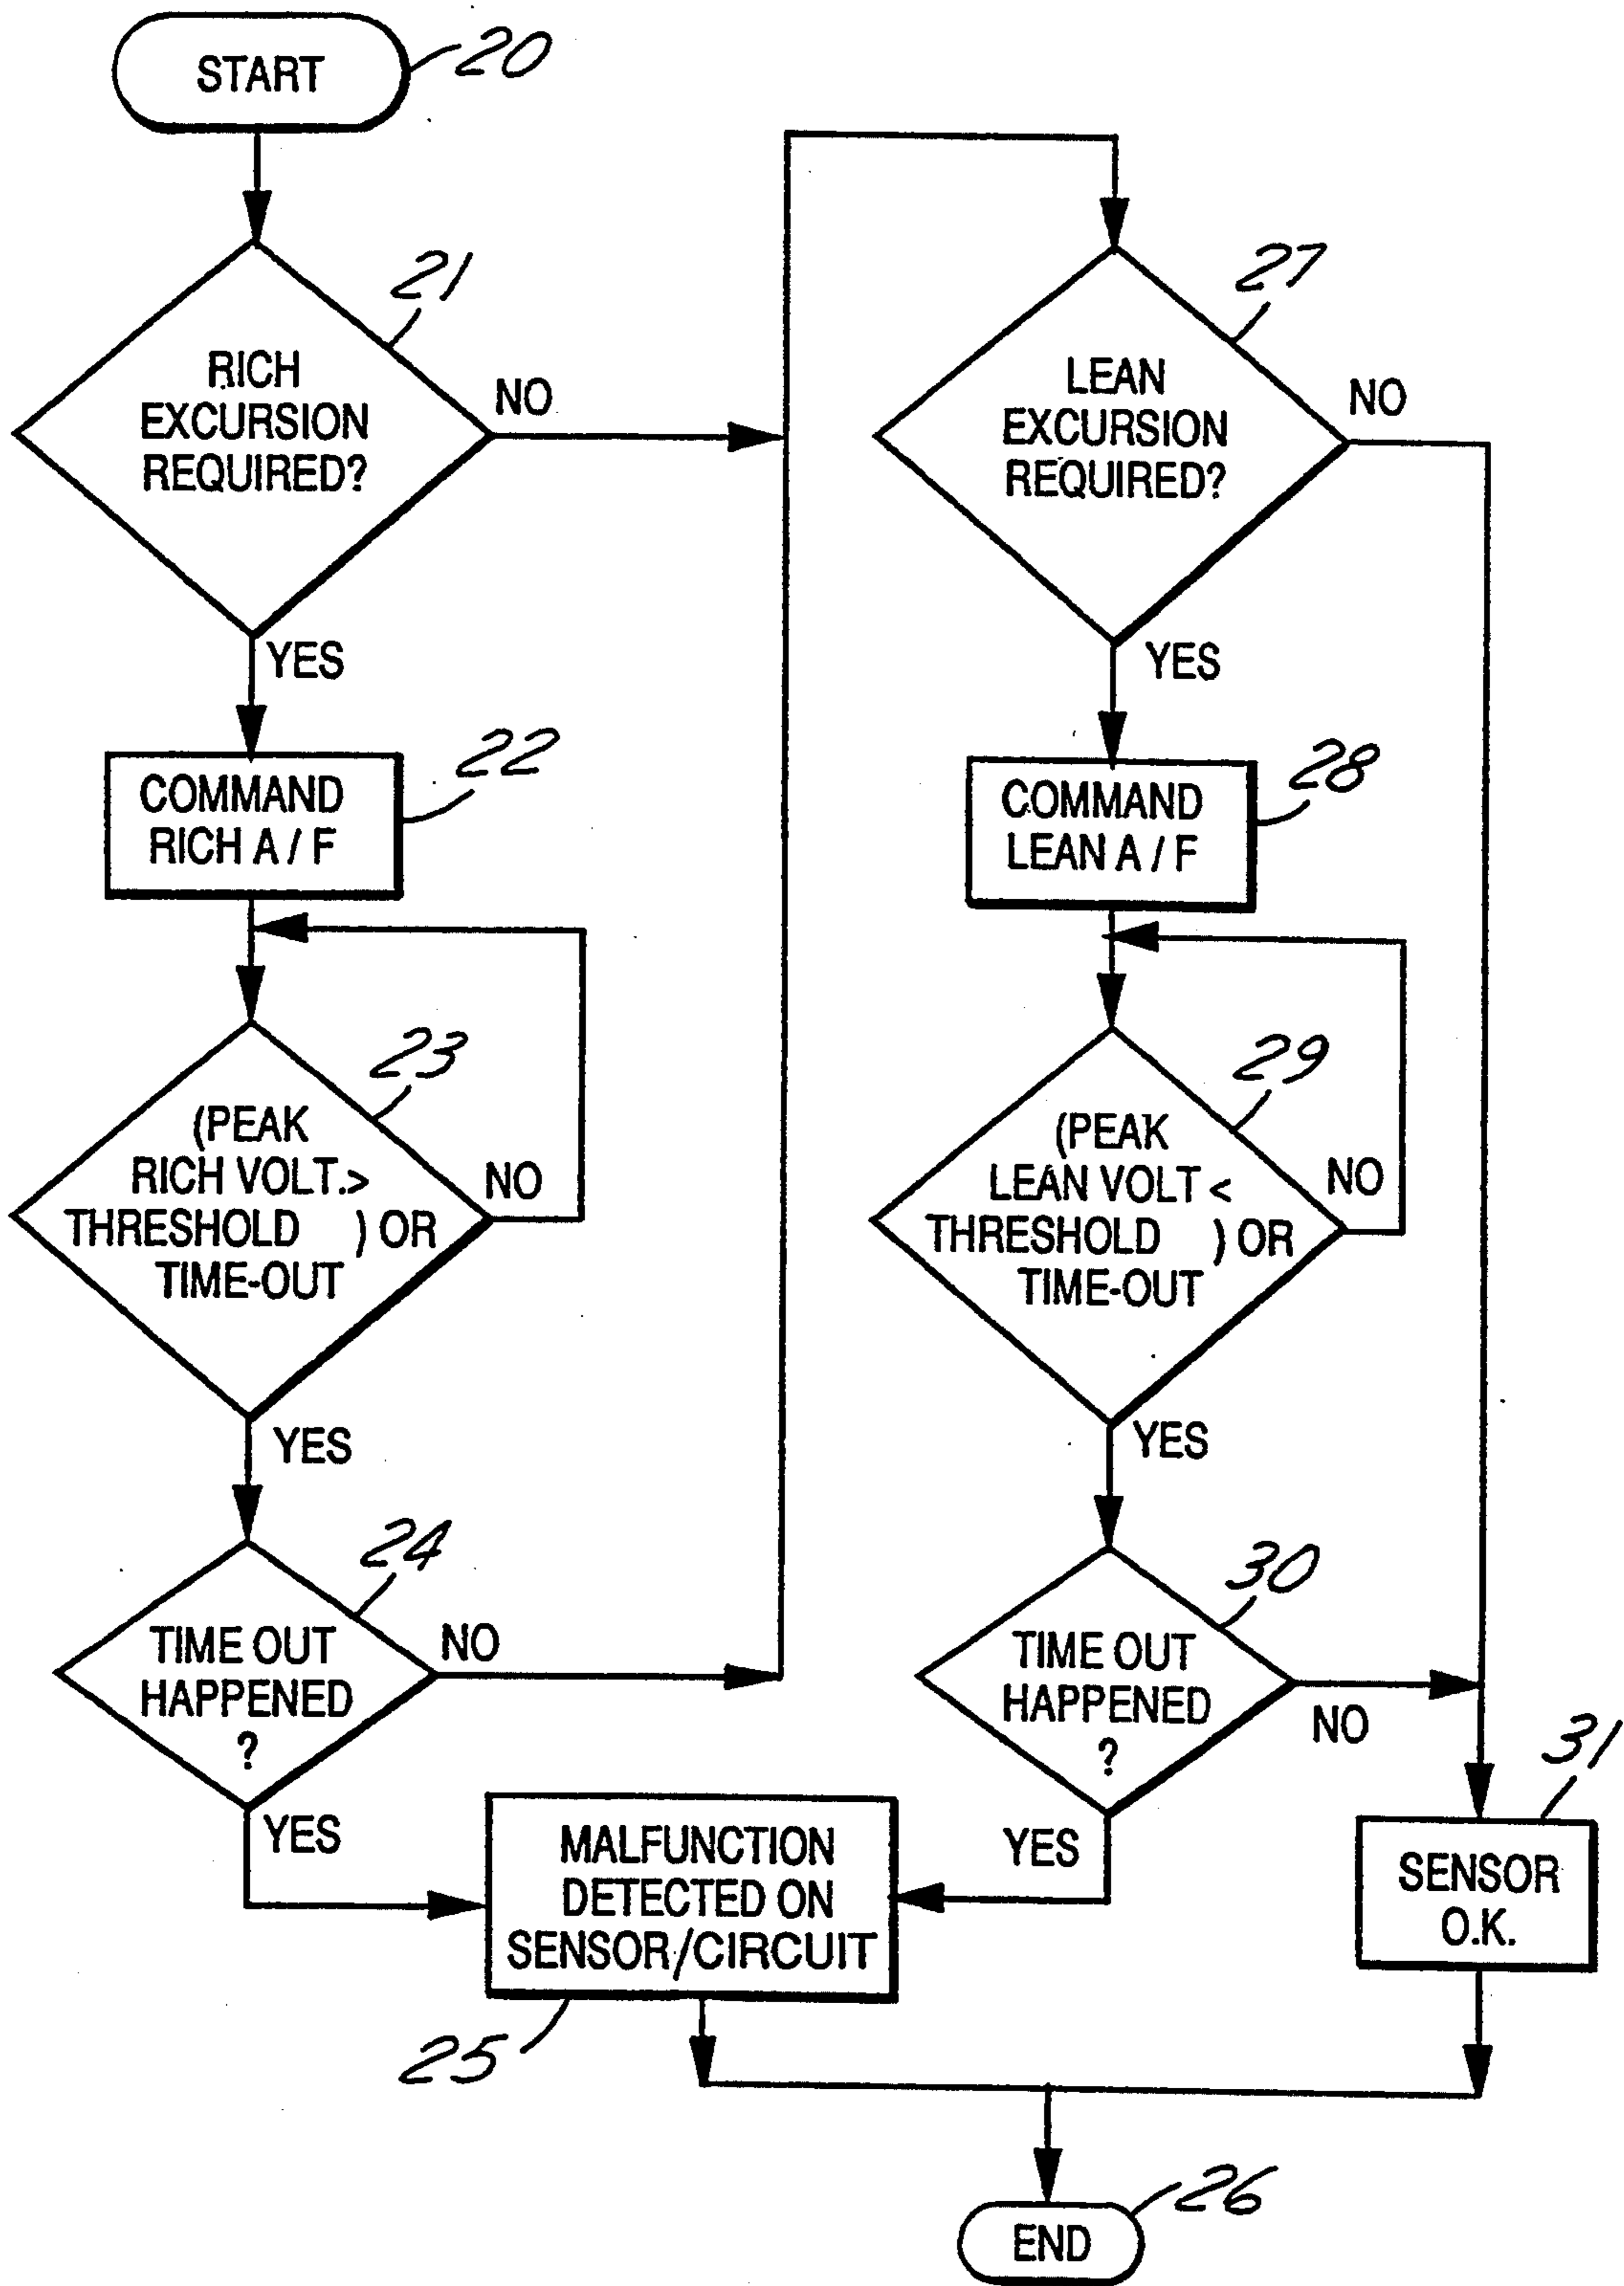 START
20
21
RICH
EXCURSION
REQUIRED?
NO
YES
COMMAND
RICH A / F
22
23
(PEAK
RICH VOLT.>
THRESHOLD ) OR
TIME-OUT
NO
YES
24
TIME OUT
HAPPENED
?
NO
YES
MALFUNCTION
DETECTED ON
SENSOR/CIRCUIT
25
27
LEAN
EXCURSION
REQUIRED?
NO
YES
COMMAND
LEAN A / F
28
29
(PEAK
LEAN VOLT <
THRESHOLD ) OR
TIME-OUT
NO
YES
30
TIME OUT
HAPPENED
?
NO
YES
31
SENSOR
O.K.
26
END